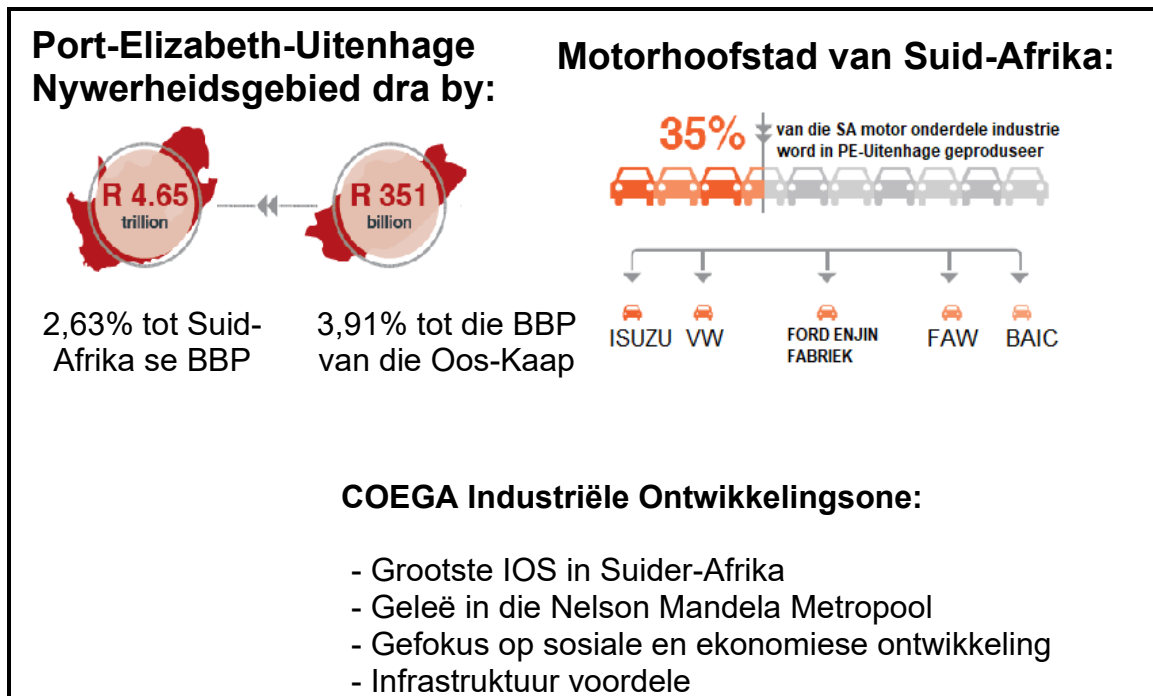 Port-Elizabeth-Uitenhage
Nywerheidsgebied dra by:
R 4.65
trillion
R 351
billion
2,63% tot Suid-
Afrika se BBP
3,91% tot die BBP
van die Oos-Kaap
Motorhoofstad van Suid-Afrika:
35%
van die SA motor onderdele industrie
word in PE-Uitenhage geproduseer
ISUZU
VW
FORD ENJIN
FABRIEK
FAW
BAIC
COEGA Industriële Ontwikkelingsone:
- Grootste IOS in Suider-Afrika
- Geleë in die Nelson Mandela Metropool
- Gefokus op sosiale en ekonomiese ontwikkeling
- Infrastruktuur voordele